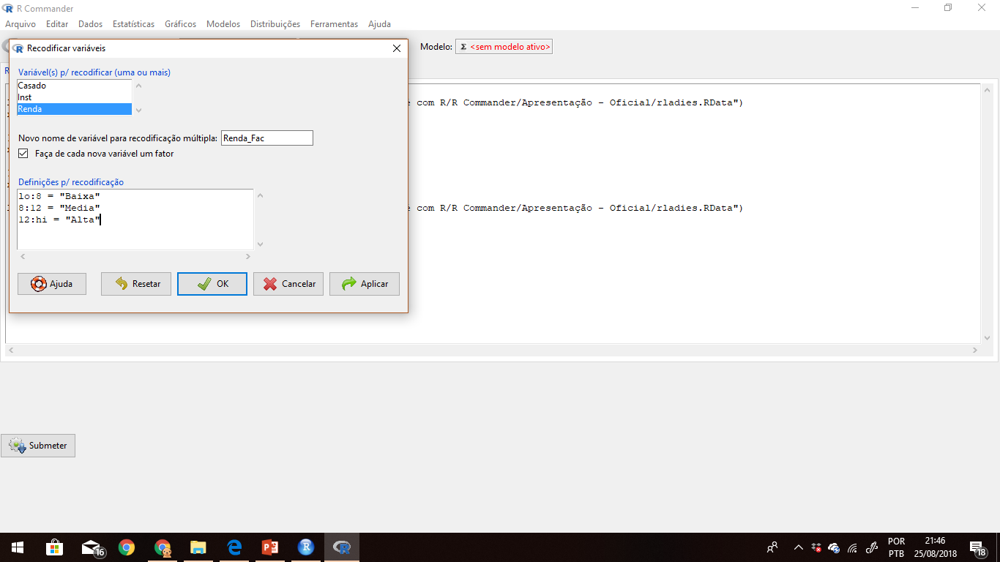 R Commander
Arquivo Editar Dados Estatísticas Gráficos Modelos Distribuições Ferramentas Ajuda
Recodificar variáveis
Modelo: Σ <sem modelo ativo>
Variável(s) p/ recodificar (uma ou mais)
Casado
Inst
Renda
com R/R Commander/Apresentação - Oficial/rladies.RData")
Novo nome de variável para recodificação múltipla: Renda_Fac
Faça de cada nova variável um fator
Definições p/ recodificação
lo:8 = "Baixa"
8:12 = "Media"
12:hi = "Alta"
com R/R Commander/Apresentação - Oficial/rladies.RData")
Ajuda Resetar OK Cancelar Aplicar
Submeter
16
POR
PTB
21:46
25/08/2018
18